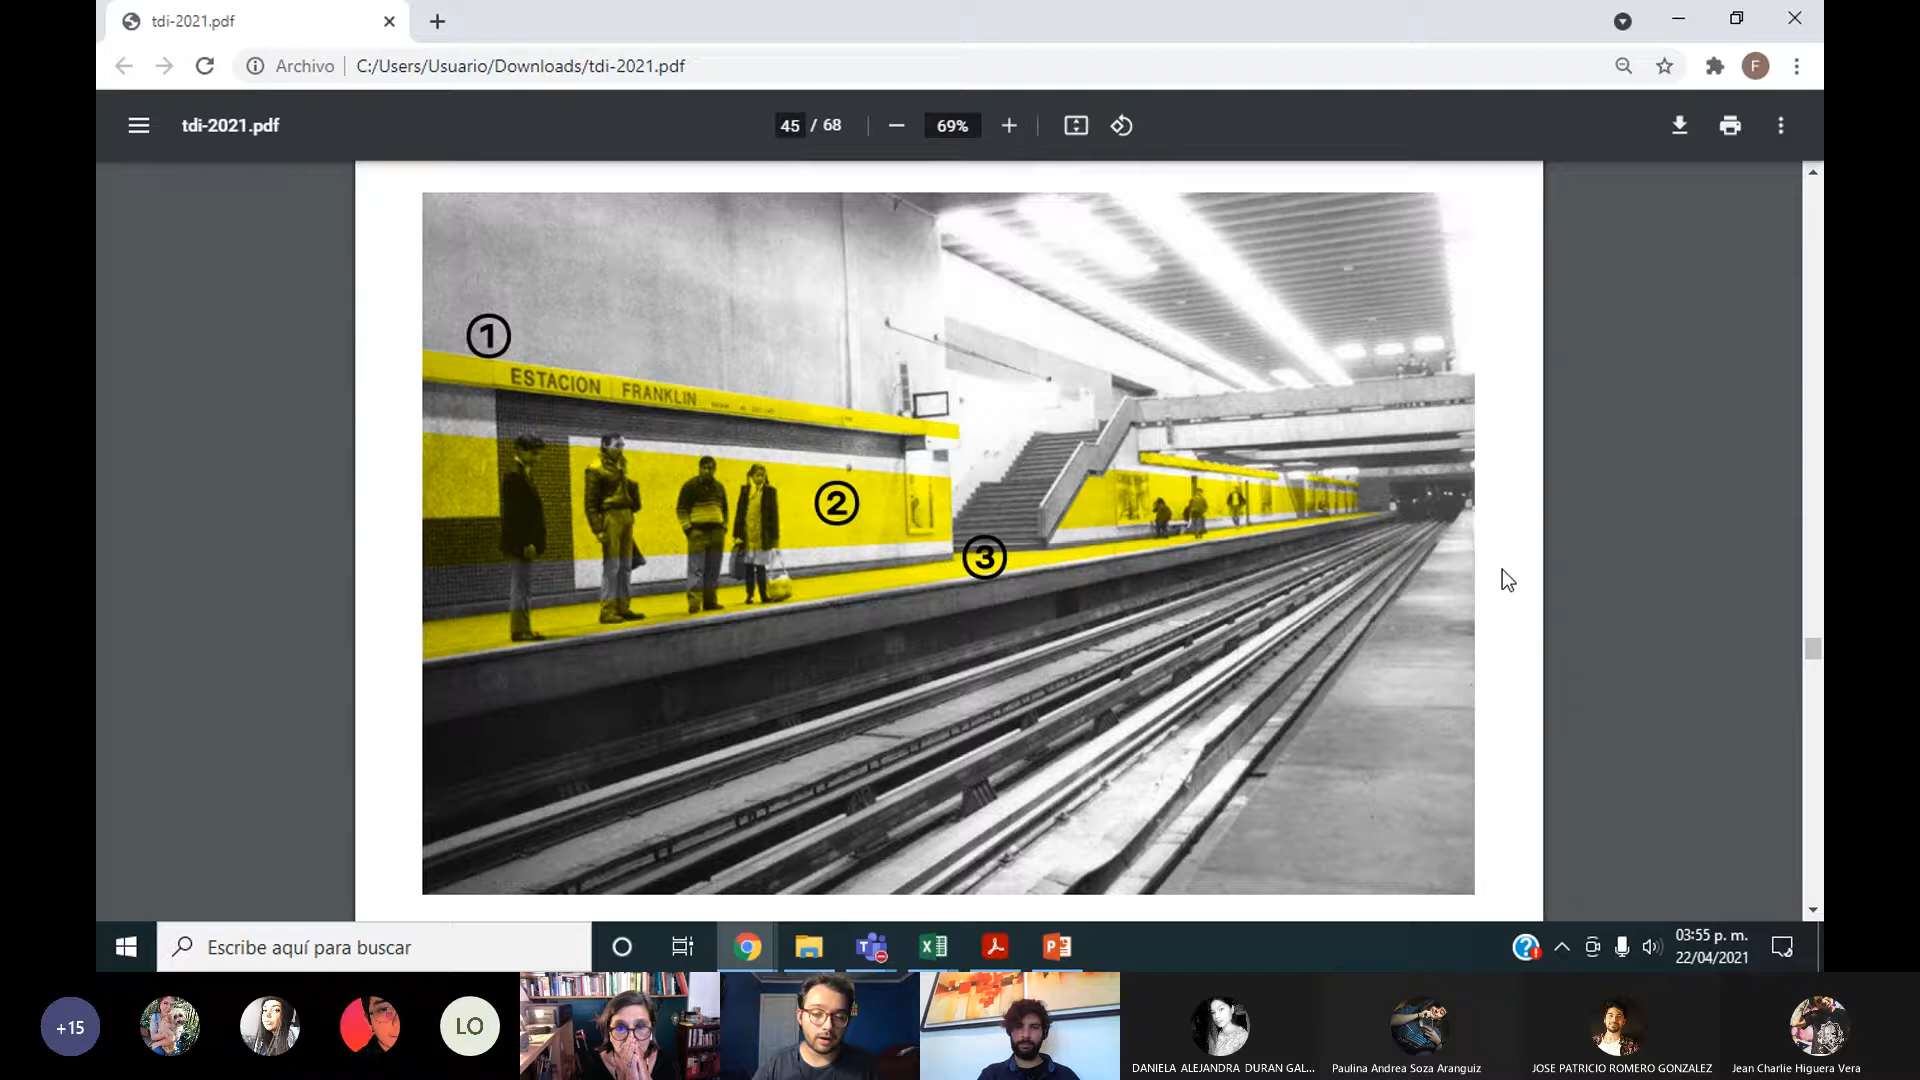 tdi-2021.pdf
Archivo
C:/Users/Usuario/Downloads/tdi-2021.pdf
F
tdi-2021.pdf
45 / 68
69%
1
ESTACION FRANKLIN
2
3
Escribe aquí para buscar
03:55 p. m.
22/04/2021
+15
LO
DANIELA ALEJANDRA DURAN GAL...
Paulina Andrea Soza Aranguiz
JOSE PATRICIO ROMERO GONZALEZ
Jean Charlie Higuera Vera